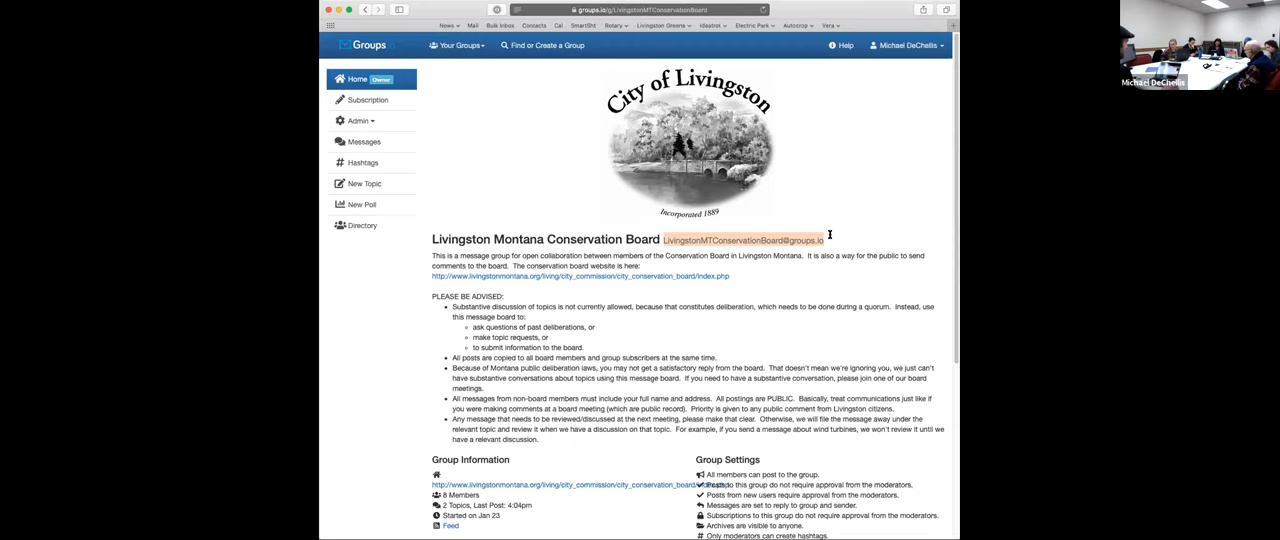 groups.io/g/LivingstonMTConservationBoard
News
Mail
Bulk Inbox
Contacts
Cal
SmartSht
Rotary
Livingston Greens
Ideatrot
Electric Park
Autocrop
Vera
Groups.io
Your Groups
Find or Create a Group
Help
Michael DeChellis
Home Owner
Subscription
Admin
Messages
Hashtags
New Topic
New Poll
Directory
City of Livingston
Incorporated 1889
Livingston Montana Conservation Board LivingstonMTConservationBoard@groups.io
This is a message group for open collaboration between members of the Conservation Board in Livingston Montana. It is also a way for the public to send
comments to the board. The conservation board website is here:
http://www.livingstonmontana.org/living/city_commission/city_conservation_board/index.php
PLEASE BE ADVISED:
Substantive discussion of topics is not currently allowed, because that constitutes deliberation, which needs to be done during a quorum. Instead, use
this message board to:
ask questions of past deliberations, or
make topic requests, or
to submit information to the board.
All posts are copied to all board members and group subscribers at the same time.
Because of Montana public deliberation laws, you may not get a satisfactory reply from the board. That doesn't mean we're ignoring you, we just can't
have substantive conversations about topics using this message board. If you need to have a substantive conversation, please join one of our board
meetings.
All messages from non-board members must include your full name and address. All postings are PUBLIC. Basically, treat communications just like if
you were making comments at a board meeting (which are public record). Priority is given to any public comment from Livingston citizens.
Any message that needs to be reviewed/discussed at the next meeting, please make that clear. Otherwise, we will file the message away under the
relevant topic and review it when we have a discussion on that topic. For example, if you send a message about wind turbines, we won't review it until we
have a relevant discussion.
Group Information
http://www.livingstonmontana.org/living/city_commission/city_conservation_board/
8 Members
2 Topics, Last Post: 4:04pm
Started on Jan 23
Feed
Group Settings
All members can post to the group.
Posts to this group do not require approval from the moderators.
Posts from new users require approval from the moderators.
Messages are set to reply to group and sender.
Subscriptions to this group do not require approval from the moderators.
Archives are visible to anyone.
Only moderators can create hashtags.
Michael DeChellis